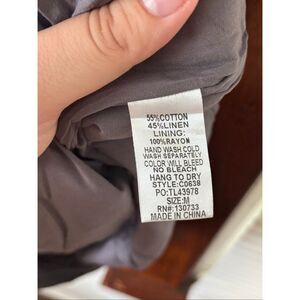 55%COTTON
45%LINEN
LINING:
100%RAYON
HAND WASH COLD
WASH SEPARATELY
COLOR WILL BLEED
NO BLEACH
HANG TO DRY
STYLE:C0638
PO:TL43978
SIZE:M
RN#:130733
MADE IN CHINA